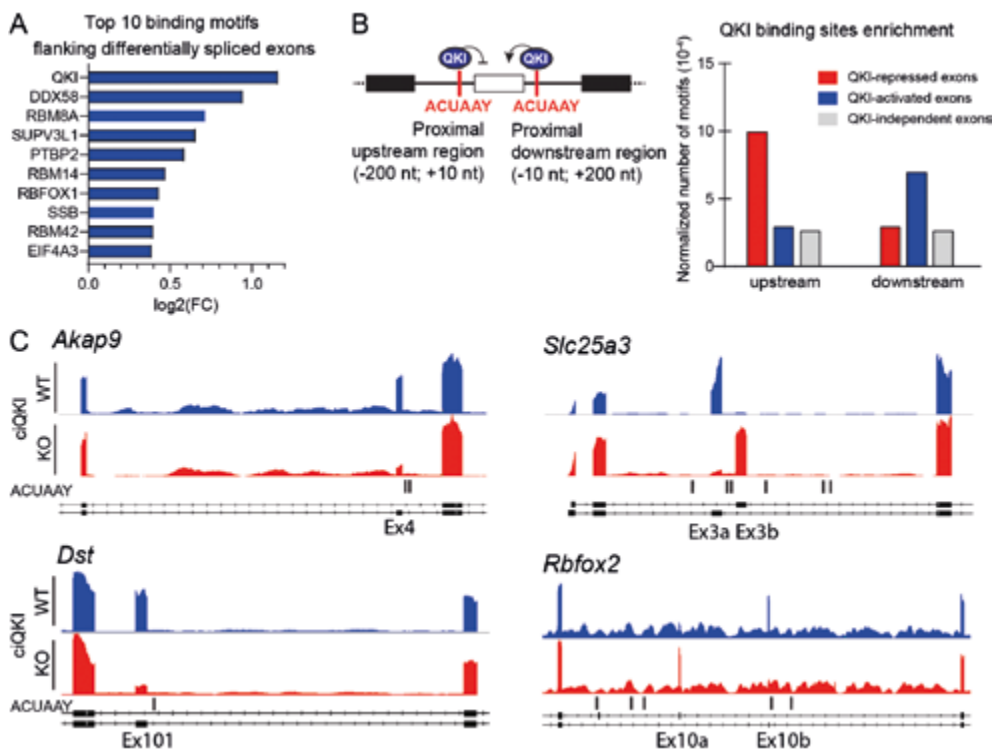 A
Top 10 binding motifs
flanking differentially spliced exons
QKI
DDX58
RBM8A
SUPV3L1
PTBP2
RBM14
RBFOX1
SSB
RBM42
EIF4A3
0.0 0.5 1.0
log2(FC)
B
QKI QKI
ACUAAY ACUAAY
Proximal
upstream region
(-200 nt; +10 nt)
Proximal
downstream region
(-10 nt; +200 nt)
QKI binding sites enrichment
Normalized number of motifs (10⁻⁴)
15
10
5
0
QKI-repressed exons
QKI-activated exons
QKI-independent exons
upstream downstream
C
Akap9
ciQKI
WT
KO
ACUAAY
Ex4
Slc25a3
Ex3a Ex3b
Dst
ciQKI
WT
KO
ACUAAY
Ex101
Rbfox2
Ex10a Ex10b